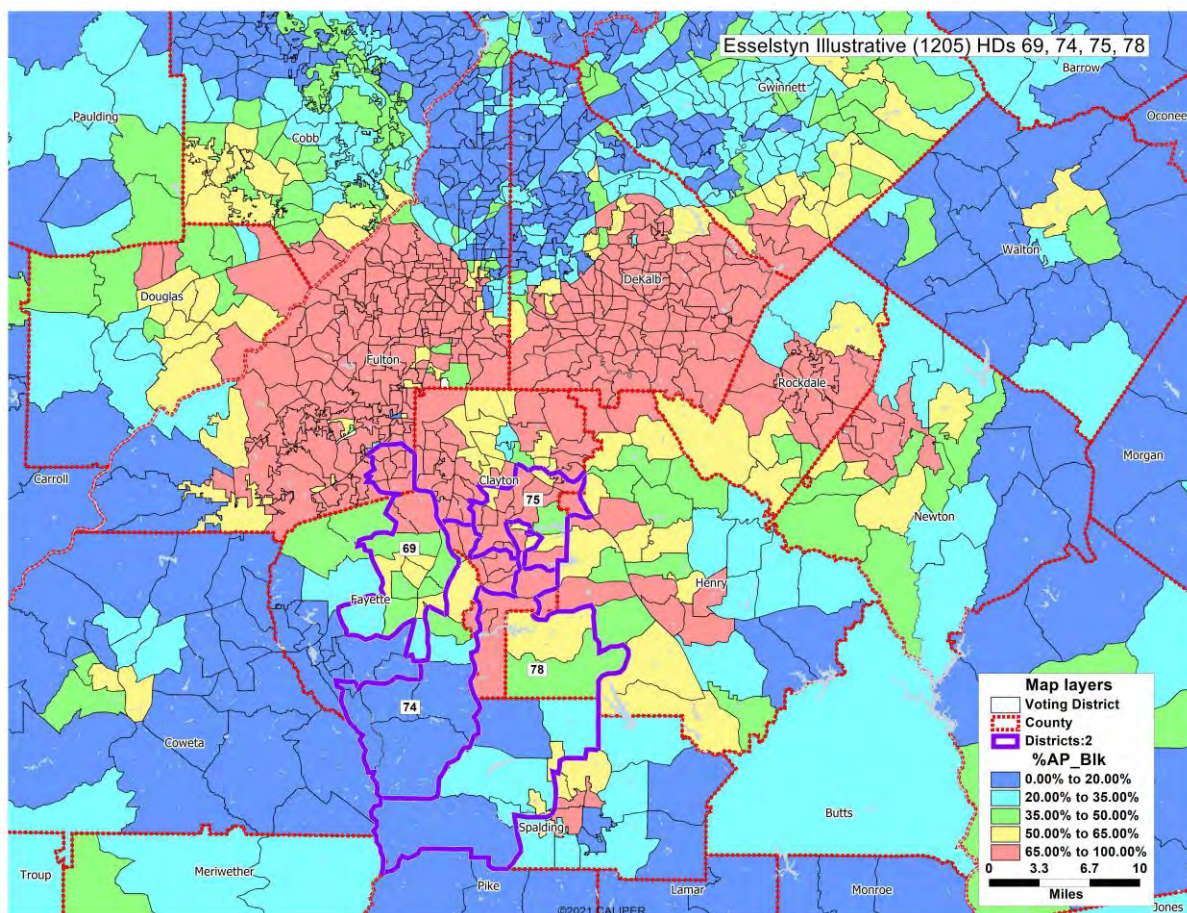 Esselstyn Illustrative (1205) HDs 69, 74, 75, 78
Barrow
Gwinnett
Paulding
Oconee
Cobb
Walton
DeKalb
Douglas
Fulton
Rockdale
Carroll
Morgan
Clayton
75
Newton
69
Henry
Fayette
78
74
Coweta
Butts
Spalding
Meriwether
Troup
Pike
Lamar
Monroe
Jones
Map layers
Voting District
County
Districts:2
%AP_Blk
0.00% to 20.00%
20.00% to 35.00%
35.00% to 50.00%
50.00% to 65.00%
65.00% to 100.00%
0 3.3 6.7 10
Miles
©2021 CALIPER